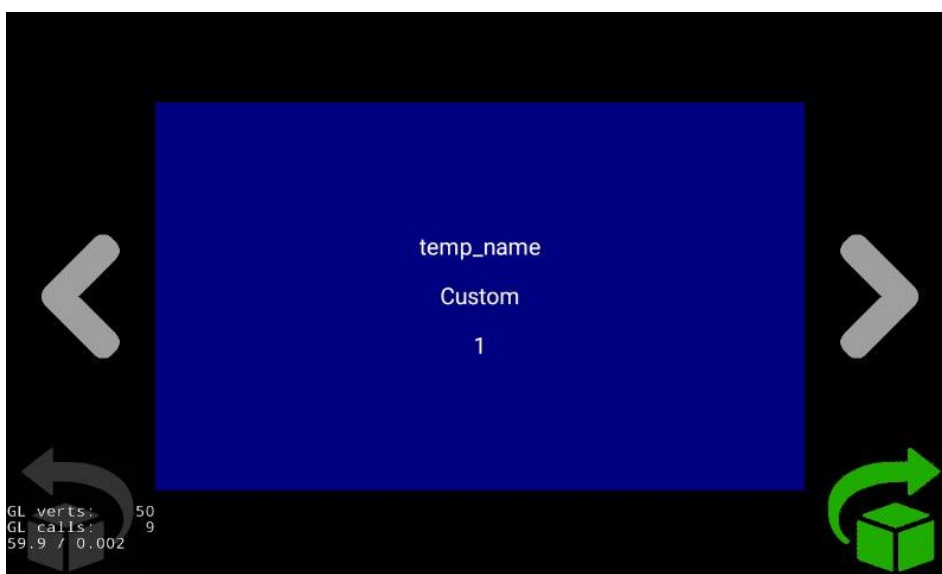 temp_name
Custom
1
GL verts: 50
GL calls: 9
59.9 / 0.002